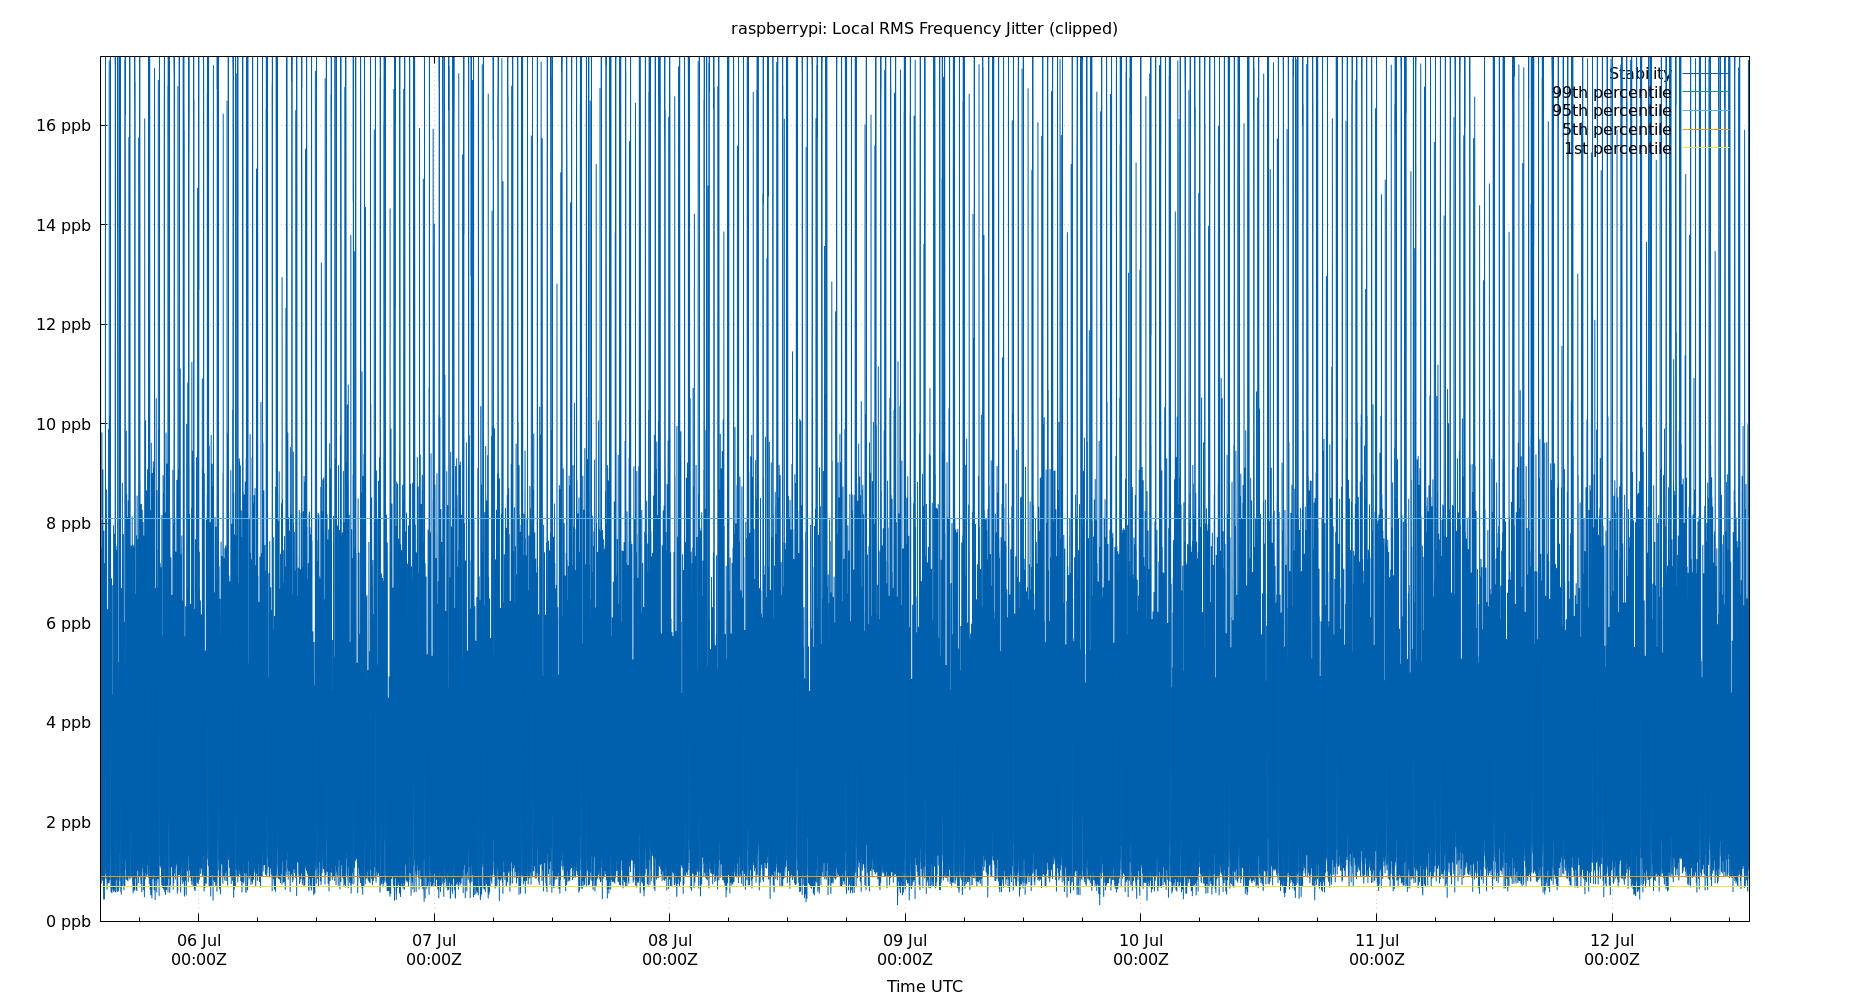 raspberrypi: Local RMS Frequency Jitter (clipped)
Stability
99th percentile
95th percentile
5th percentile
1st percentile
16 ppb
14 ppb
12 ppb
10 ppb
8 ppb
6 ppb
4 ppb
2 ppb
0 ppb
06 Jul 07 Jul 08 Jul 09 Jul 10 Jul 11 Jul 12 Jul
00:00Z 00:00Z 00:00Z 00:00Z 00:00Z 00:00Z 00:00Z
Time UTC